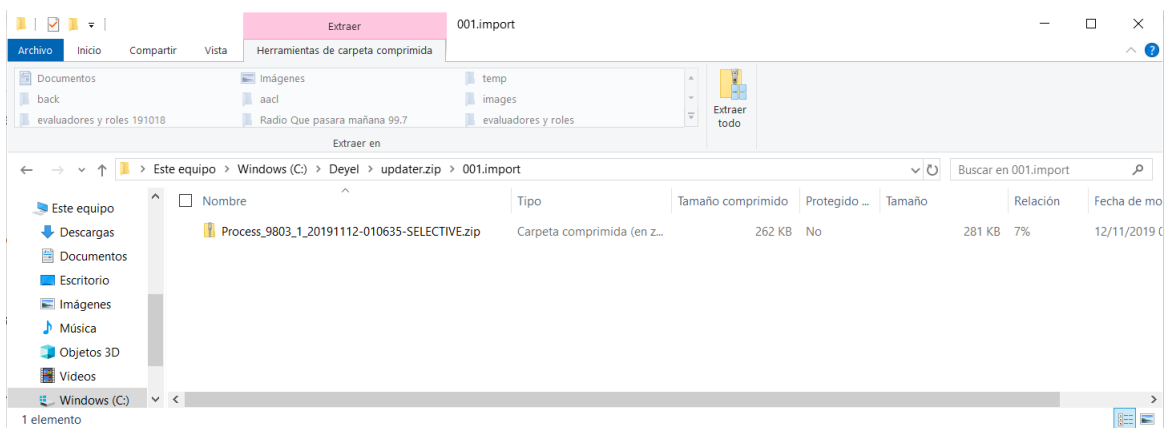 Extraer 001.import
Archivo Inicio Compartir Vista Herramientas de carpeta comprimida
Documentos Imágenes temp
back aacl images
evaluadores y roles 191018 Radio Que pasara mañana 99.7 evaluadores y roles
Extraer todo
Extraer en
Este equipo > Windows (C:) > Deyel > updater.zip > 001.import Buscar en 001.import
Nombre Tipo Tamaño comprimido Protegido ... Tamaño Relación Fecha de mo
Process_9803_1_20191112-010635-SELECTIVE.zip Carpeta comprimida (en z... 262 KB No 281 KB 7% 12/11/2019 0
Este equipo
Descargas
Documentos
Escritorio
Imágenes
Música
Objetos 3D
Videos
Windows (C:)
1 elemento